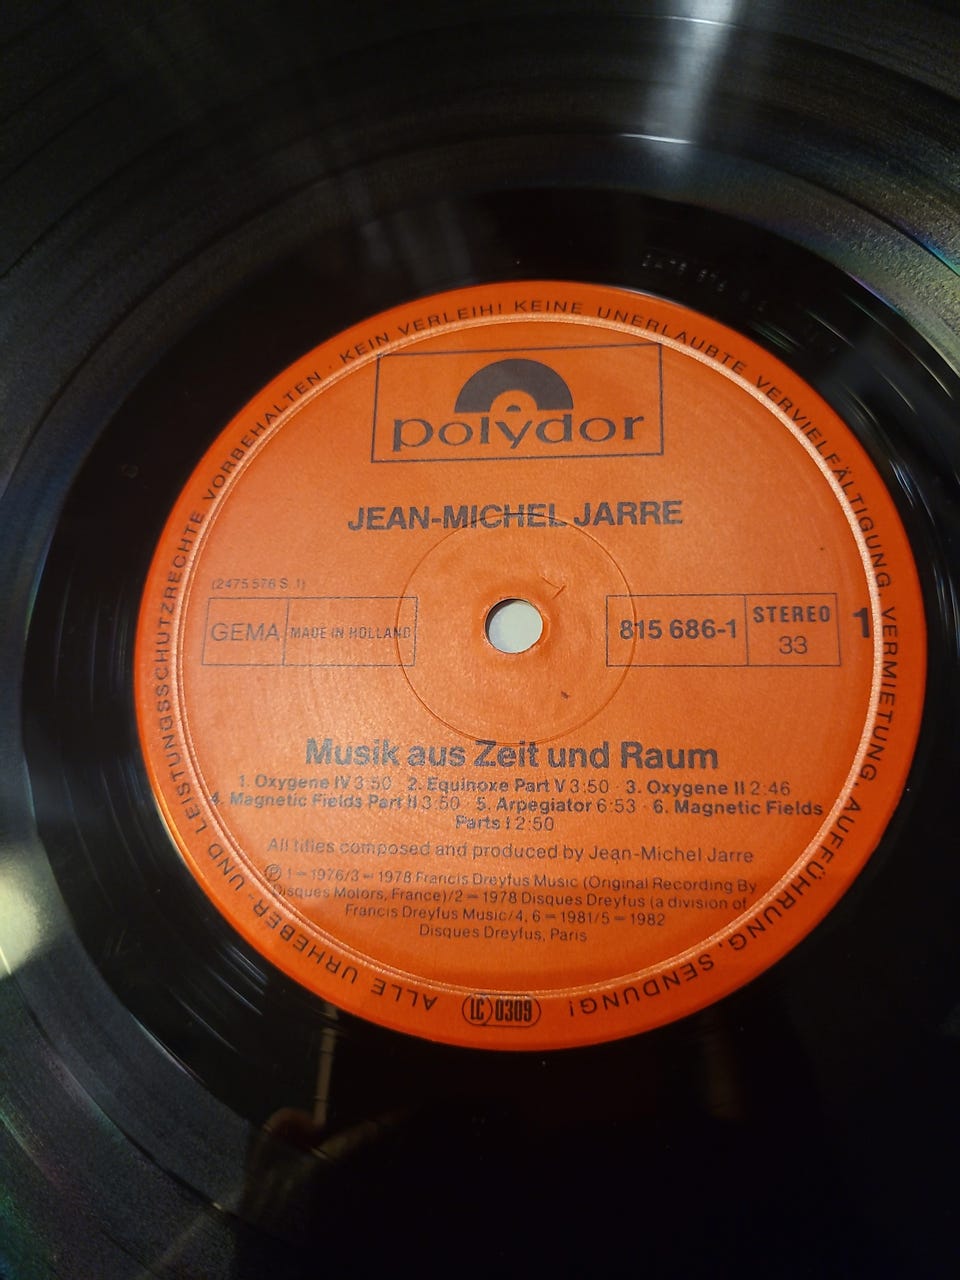 ALLE URHEBER- UND LEISTUNGSSCHUTZRECHTE VORBEHALTEN · KEIN VERLEIH! KEINE UNERLAUBTE VERVIELFÄLTIGUNG, VERMIETUNG, AUFFÜHRUNG, SENDUNG!
polydor
JEAN-MICHEL JARRE
(2475 576 S 1)
GEMA MADE IN HOLLAND
815 686-1 STEREO 33 1
Musik aus Zeit und Raum
1. Oxygene IV 3:50 · 2. Equinoxe Part V 3:50 · 3. Oxygene II 2:46
4. Magnetic Fields Part II 3:50 · 5. Arpegiator 6:53 · 6. Magnetic Fields
Parts I 2:50
All titles composed and produced by Jean-Michel Jarre
Ⓟ 1 = 1976/3 = 1978 Francis Dreyfus Music (Original Recording By
Disques Motors, France)/2 = 1978 Disques Dreyfus (a division of
Francis Dreyfus Music/4, 6 = 1981/5 = 1982
Disques Dreyfus, Paris
LC 0309